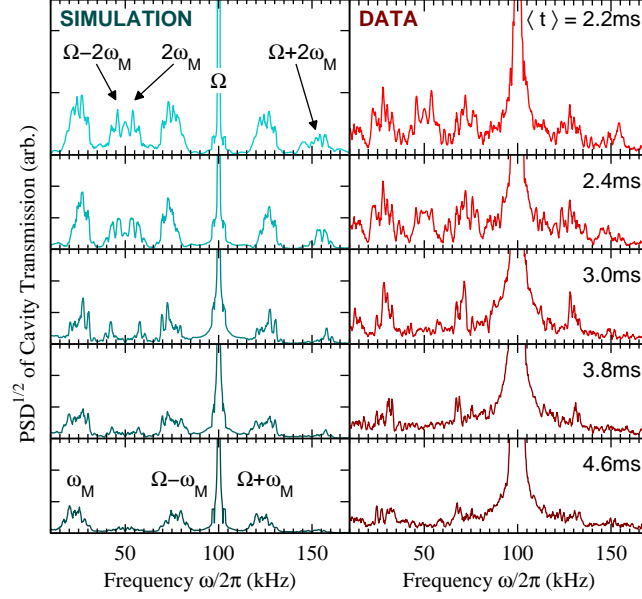 SIMULATION
DATA
⟨ t ⟩ = 2.2ms
Ω−2ω_M
2ω_M
Ω
Ω+2ω_M
2.4ms
3.0ms
3.8ms
4.6ms
ω_M
Ω−ω_M
Ω+ω_M
PSD^{1/2} of Cavity Transmission (arb.)
50 100 150
50 100 150
Frequency ω/2π (kHz)
Frequency ω/2π (kHz)